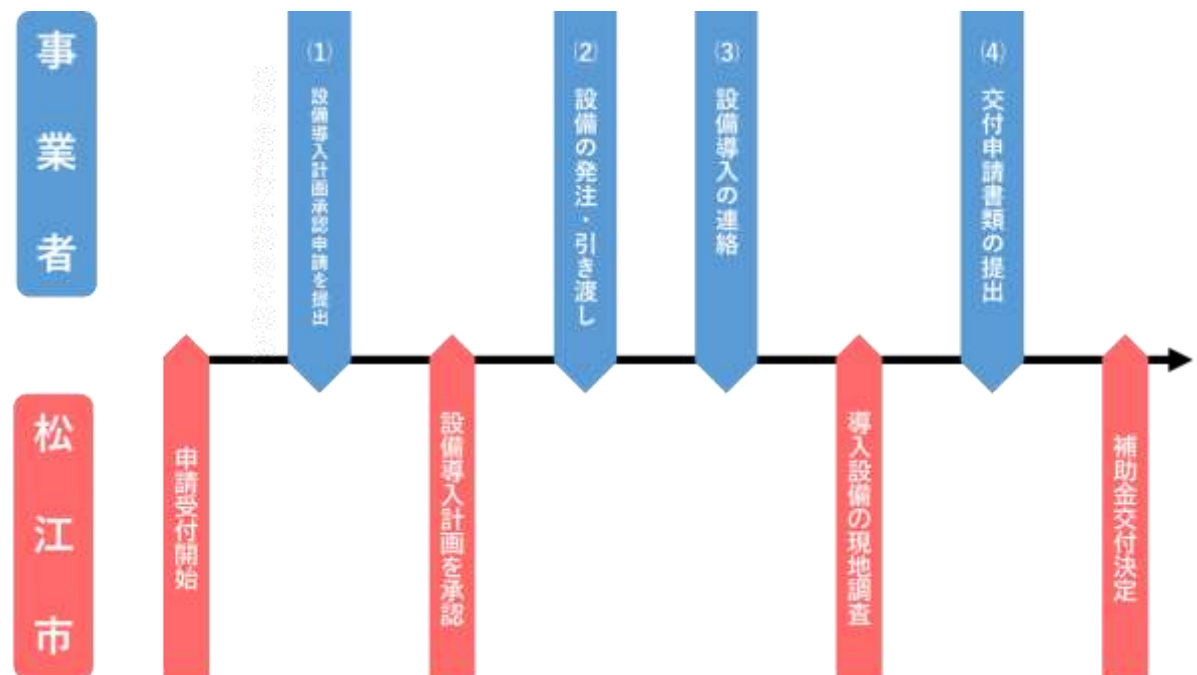 事業者
⑴ 設備導入計画承認申請を提出
⑵ 設備の発注・引き渡し
⑶ 設備導入の連絡
⑷ 交付申請書類の提出
松江市
申請受付開始
設備導入計画を承認
導入設備の現地調査
補助金交付決定